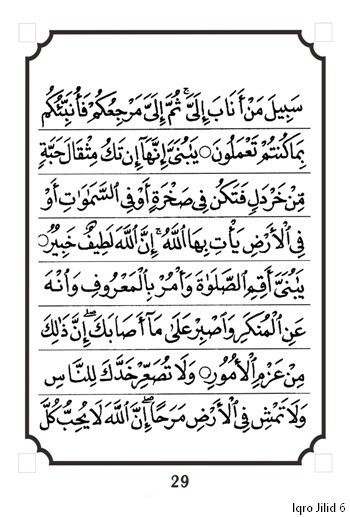 سَبِيلَ مَنْ أَنَابَ إِلَىَّ ۚ ثُمَّ إِلَىَّ مَرْجِعُكُمْ فَأُنَبِّئُكُم
بِمَا كُنتُمْ تَعْمَلُونَ ○ يَٰبُنَىَّ إِنَّهَآ إِن تَكُ مِثْقَالَ حَبَّةٍ
مِّنْ خَرْدَلٍ فَتَكُن فِى صَخْرَةٍ أَوْ فِى السَّمَٰوَٰتِ أَوْ
فِى الْأَرْضِ يَأْتِ بِهَا اللَّهُ ۚ إِنَّ اللَّهَ لَطِيفٌ خَبِيرٌ ○
يَٰبُنَىَّ أَقِمِ الصَّلَوٰةَ وَأْمُرْ بِالْمَعْرُوفِ وَانْهَ
عَنِ الْمُنكَرِ وَاصْبِرْ عَلَىٰ مَآ أَصَابَكَ ۖ إِنَّ ذَٰلِكَ
مِنْ عَزْمِ الْأُمُورِ ○ وَلَا تُصَعِّرْ خَدَّكَ لِلنَّاسِ
وَلَا تَمْشِ فِى الْأَرْضِ مَرَحًا ۖ إِنَّ اللَّهَ لَا يُحِبُّ كُلَّ
29
Iqro Jilid 6